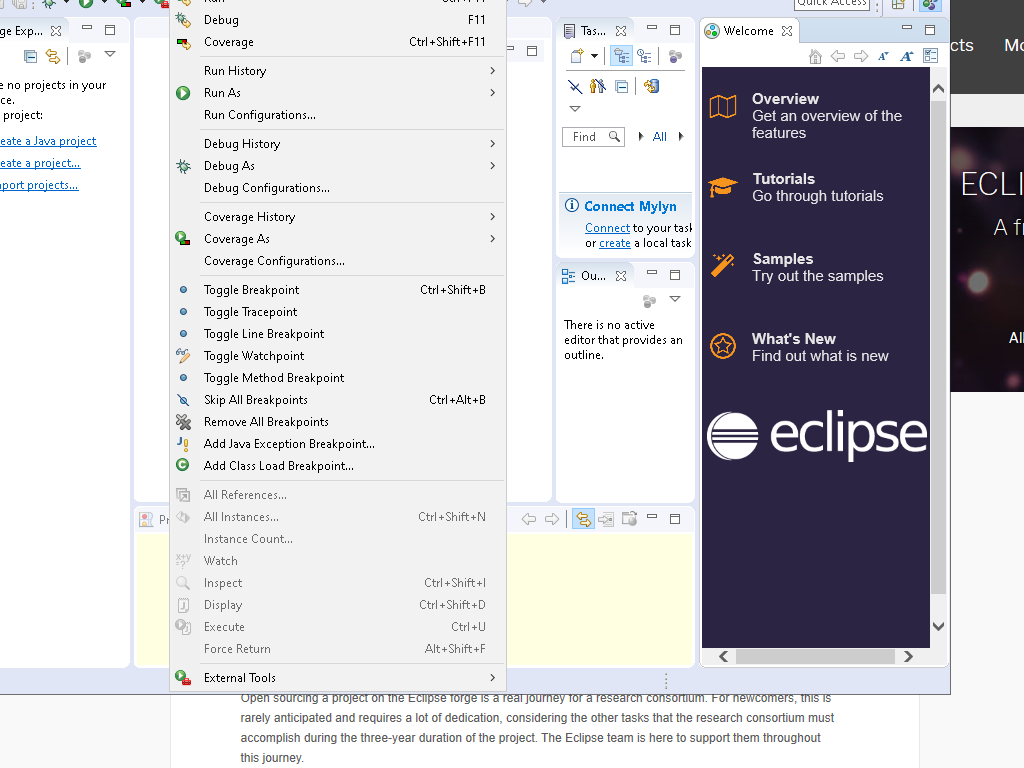 Quick Access
ge Exp...
e no projects in your
ce.
project:
eate a Java project
eate a project...
port projects...
Debug F11
Coverage Ctrl+Shift+F11
Run History
Run As
Run Configurations...
Debug History
Debug As
Debug Configurations...
Coverage History
Coverage As
Coverage Configurations...
Toggle Breakpoint Ctrl+Shift+B
Toggle Tracepoint
Toggle Line Breakpoint
Toggle Watchpoint
Toggle Method Breakpoint
Skip All Breakpoints Ctrl+Alt+B
Remove All Breakpoints
Add Java Exception Breakpoint...
Add Class Load Breakpoint...
All References...
All Instances... Ctrl+Shift+N
Instance Count...
Watch
Inspect Ctrl+Shift+I
Display Ctrl+Shift+D
Execute Ctrl+U
Force Return Alt+Shift+F
External Tools
Pr
Tas...
Find
All
Connect Mylyn
Connect to your task
or create a local task
Ou...
There is no active
editor that provides an
outline.
Welcome
Overview
Get an overview of the
features
Tutorials
Go through tutorials
Samples
Try out the samples
What's New
Find out what is new
eclipse
cts Mo
ECLI
A fr
All
Open sourcing a project on the Eclipse forge is a real journey for a research consortium. For newcomers, this is
rarely anticipated and requires a lot of dedication, considering the other tasks that the research consortium must
accomplish during the three-year duration of the project. The Eclipse team is here to support them throughout
this journey.